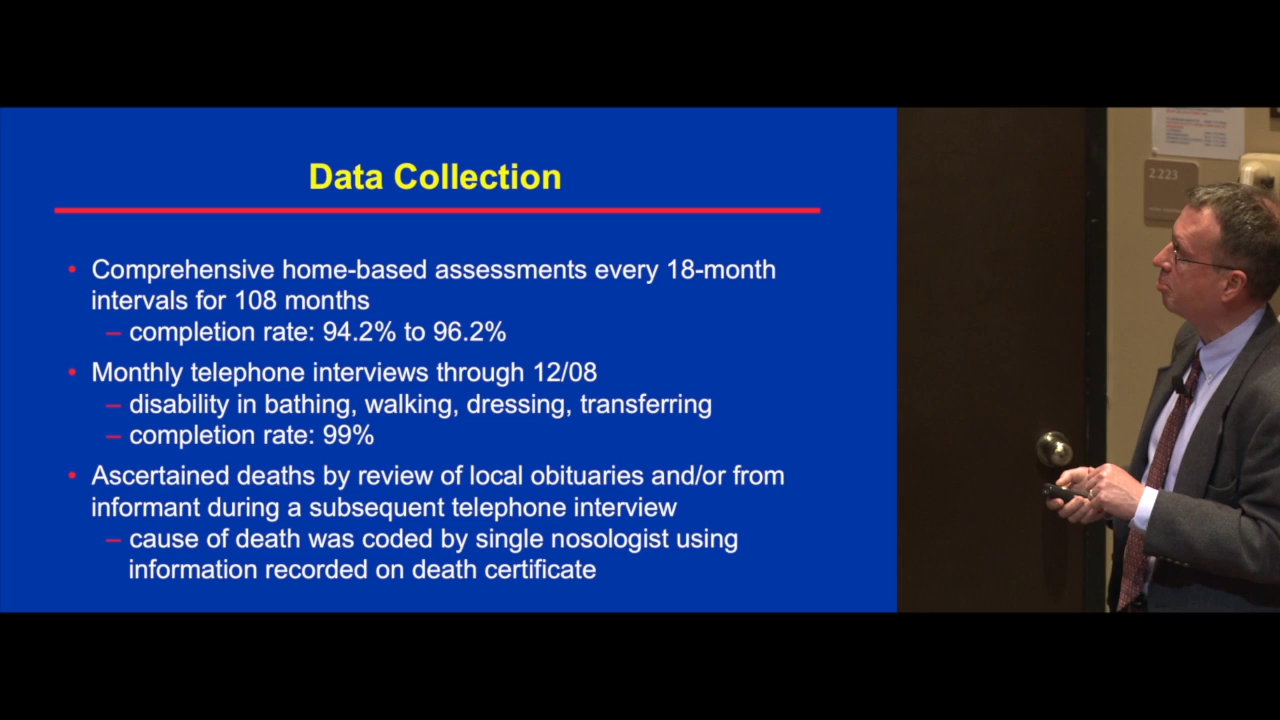 Data Collection
• Comprehensive home-based assessments every 18-month
intervals for 108 months
– completion rate: 94.2% to 96.2%
• Monthly telephone interviews through 12/08
– disability in bathing, walking, dressing, transferring
– completion rate: 99%
• Ascertained deaths by review of local obituaries and/or from
informant during a subsequent telephone interview
– cause of death was coded by single nosologist using
information recorded on death certificate
2.223